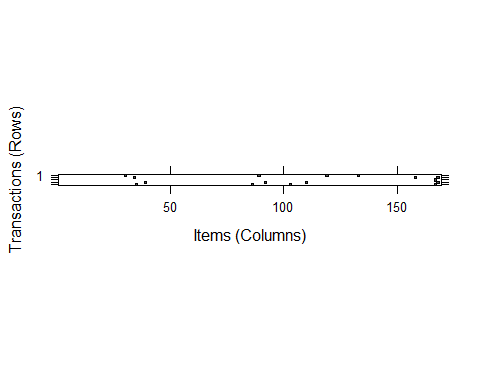 Transactions (Rows)
1
50 100 150
Items (Columns)